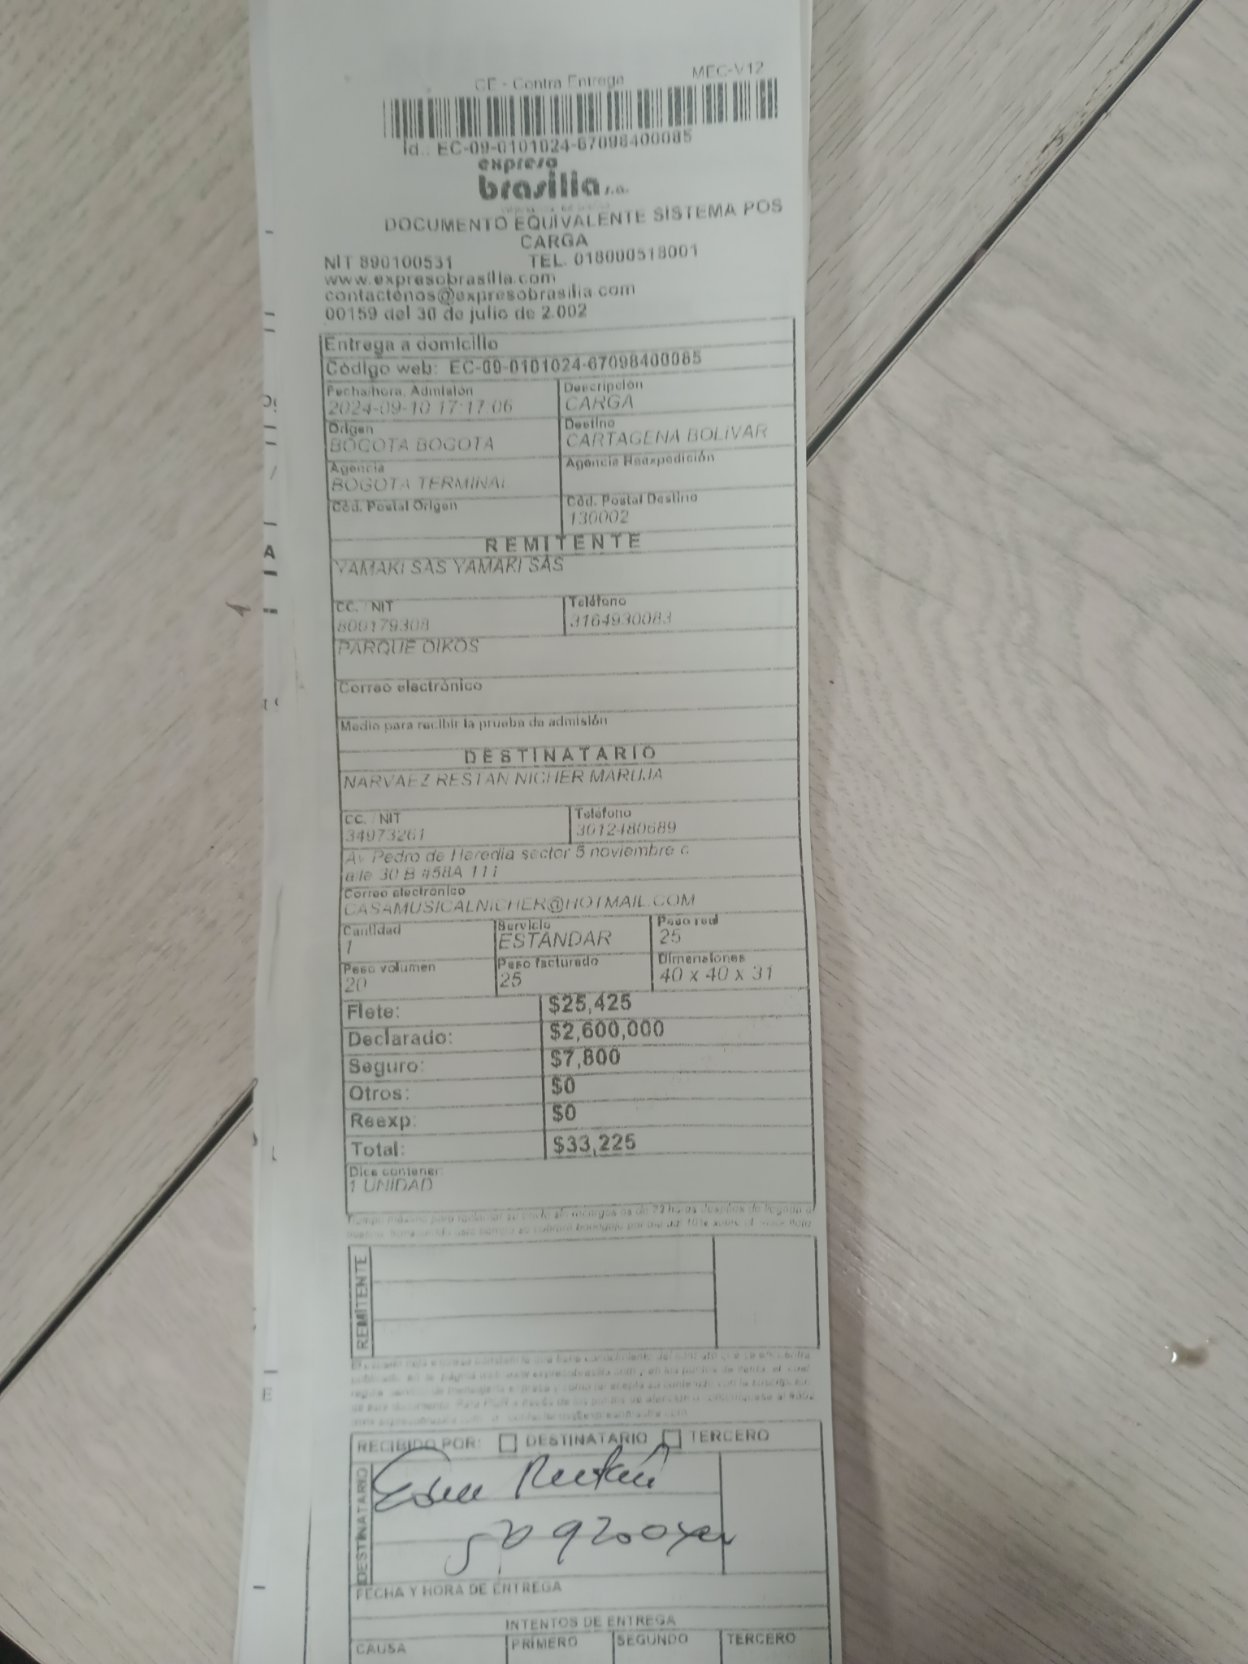 CE - Contra Entrega MEC-V12
Id.: EC-09-0101024-67098400085
expreso
brasilia s.a.
DOCUMENTO EQUIVALENTE SISTEMA POS
CARGA
NIT 890100531 TEL. 018000518001
www.expresobrasilia.com
contactenos@expresobrasilia.com
00159 del 30 de julio de 2.002
Entrega a domicilio
Código web: EC-09-0101024-67098400085
Fecha/hora. Admisión Descripción
2024-09-10 17:17:06 CARGA
Origen Destino
BOGOTA BOGOTA CARTAGENA BOLIVAR
Agencia Agencia Reexpedición
BOGOTA TERMINAL
Cód. Postal Origen Cód. Postal Destino
130002
REMITENTE
YAMAKI SAS YAMAKI SAS
CC. / NIT Teléfono
800179308 3164930083
PARQUE OIKOS
Correo electrónico
Medio para recibir la prueba de admisión
DESTINATARIO
NARVAEZ RESTAN NICHER MARUJA
CC. / NIT Teléfono
34973261 3012480689
Av Pedro de Heredia sector 5 noviembre c
alle 30 B #58A 111
Correo electrónico
CASAMUSICALNICHER@HOTMAIL.COM
Cantidad Servicio Peso real
1 ESTANDAR 25
Peso volumen Peso facturado Dimensiones
20 25 40 x 40 x 31
Flete: $25,425
Declarado: $2,600,000
Seguro: $7,800
Otros: $0
Reexp: $0
Total: $33,225
Dice contener:
1 UNIDAD
REMITENTE
RECIBIDO POR: DESTINATARIO TERCERO
DESTINATARIO
FECHA Y HORA DE ENTREGA
INTENTOS DE ENTREGA
CAUSA PRIMERO SEGUNDO TERCERO